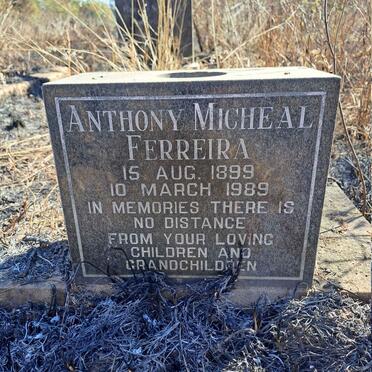 ANTHONY MICHEAL
FERREIRA
15 AUG. 1899
10 MARCH 1989
IN MEMORIES THERE IS
NO DISTANCE
FROM YOUR LOVING
CHILDREN AND
GRANDCHILDREN